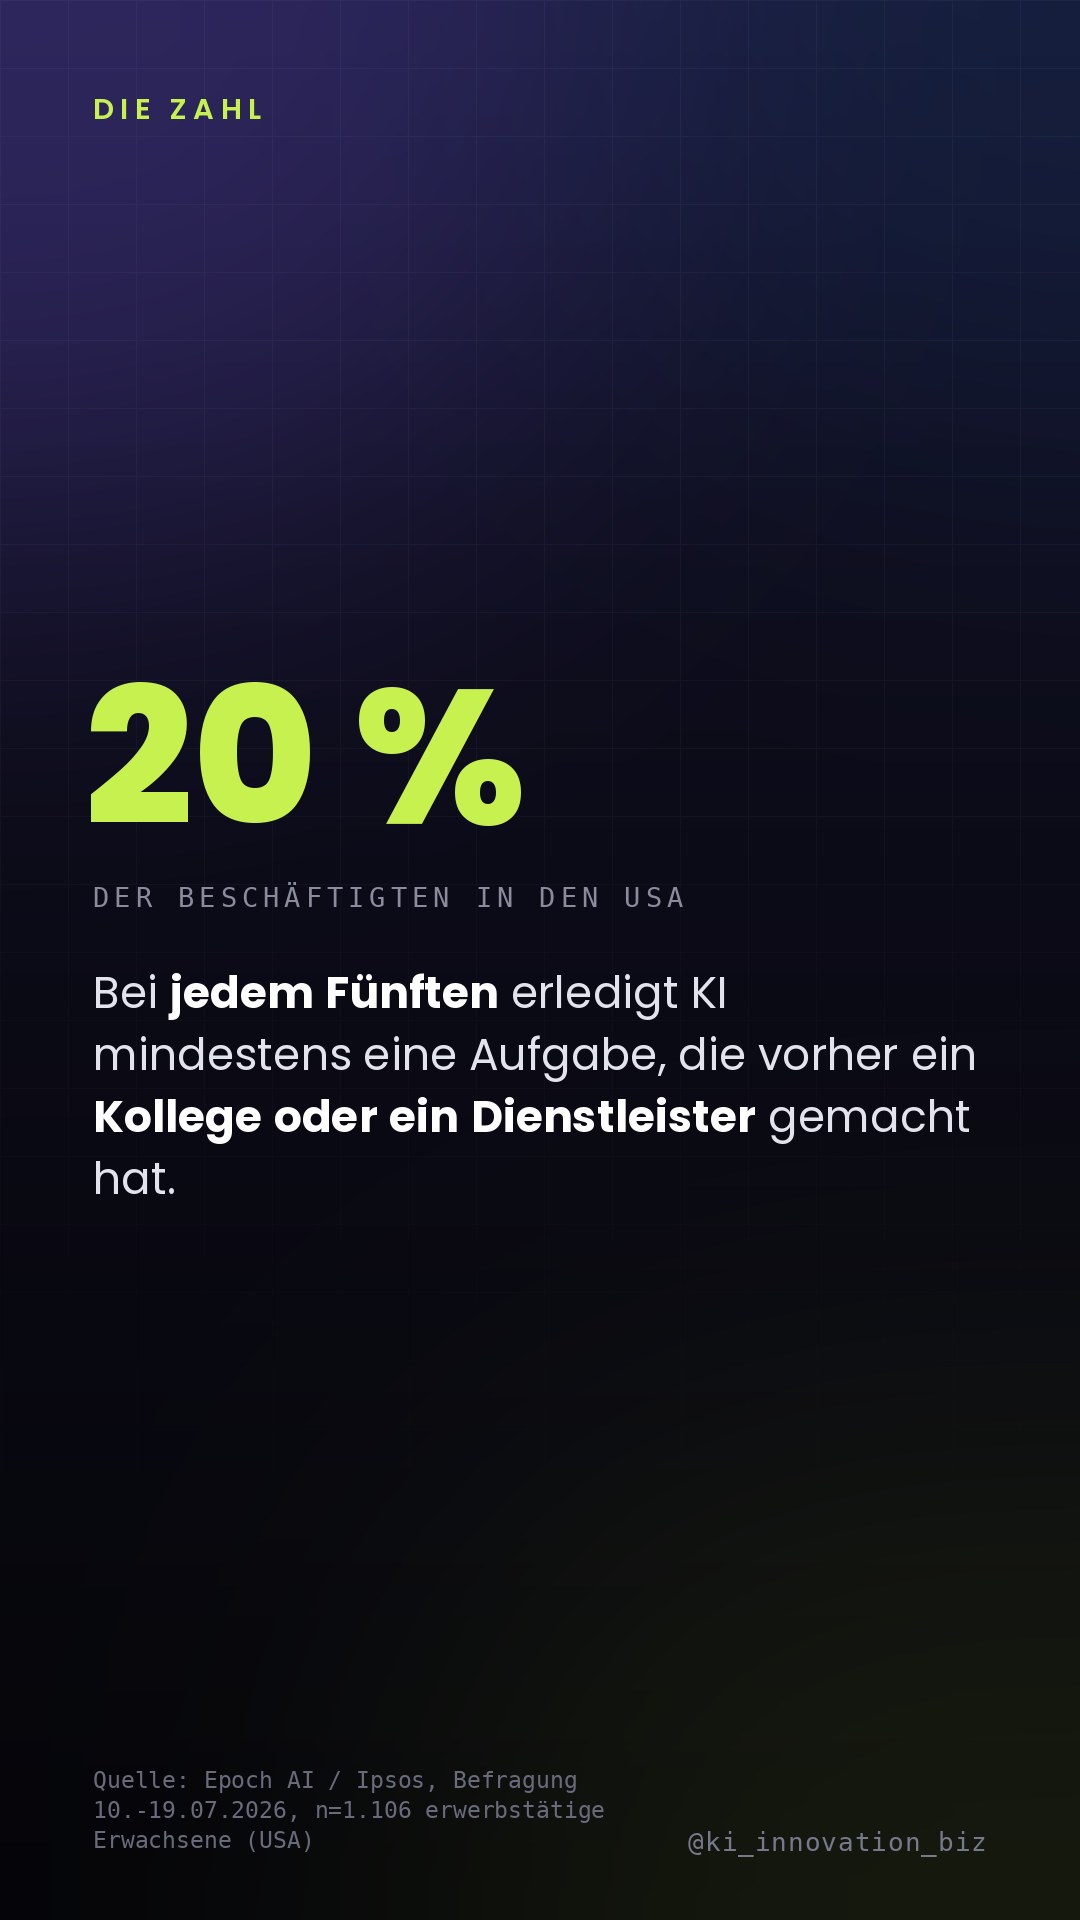 DIE ZAHL
20 %
DER BESCHÄFTIGTEN IN DEN USA
Bei jedem Fünften erledigt KI
mindestens eine Aufgabe, die vorher ein
Kollege oder ein Dienstleister gemacht
hat.
Quelle: Epoch AI / Ipsos, Befragung
10.-19.07.2026, n=1.106 erwerbstätige
Erwachsene (USA)
@ki_innovation_biz